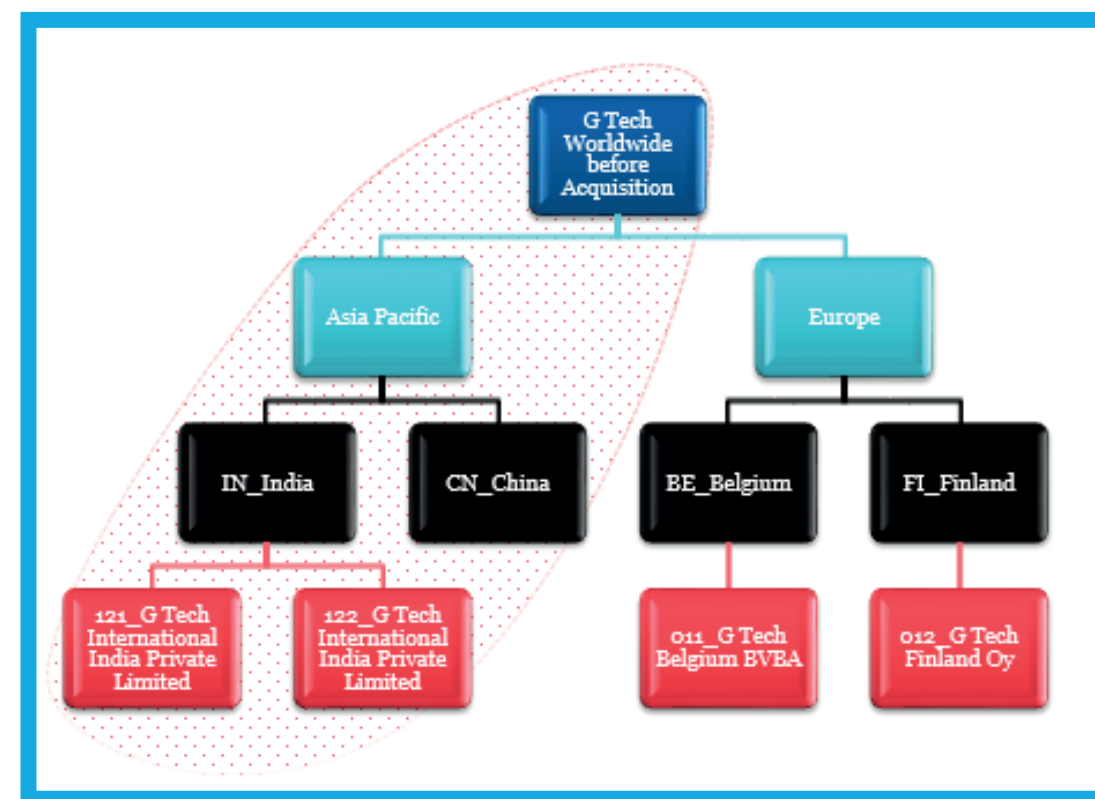 G Tech
Worldwide
before
Acquisition
Asia Pacific
Europe
IN_India
CN_China
BE_Belgium
FI_Finland
121_G Tech
International
India Private
Limited
122_G Tech
International
India Private
Limited
011_G Tech
Belgium BVBA
012_G Tech
Finland Oy